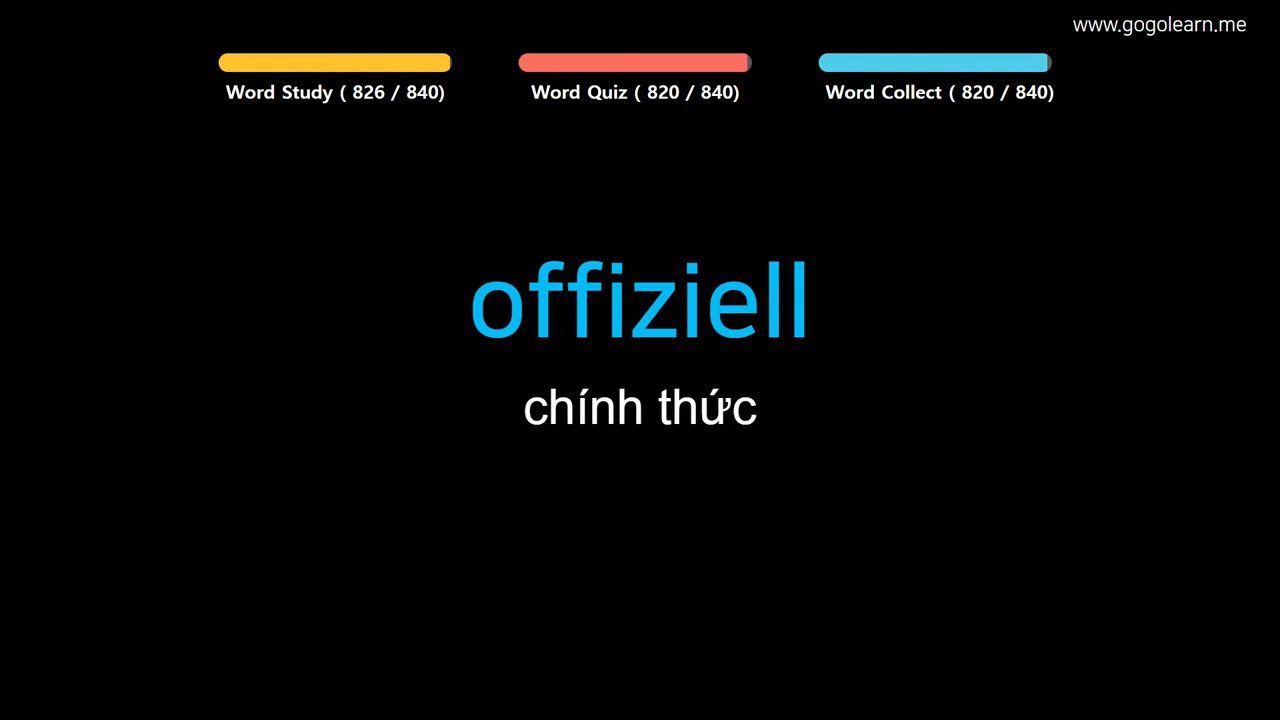 www.gogolearn.me
Word Study ( 826 / 840)
Word Quiz ( 820 / 840)
Word Collect ( 820 / 840)
offiziell
chính thức